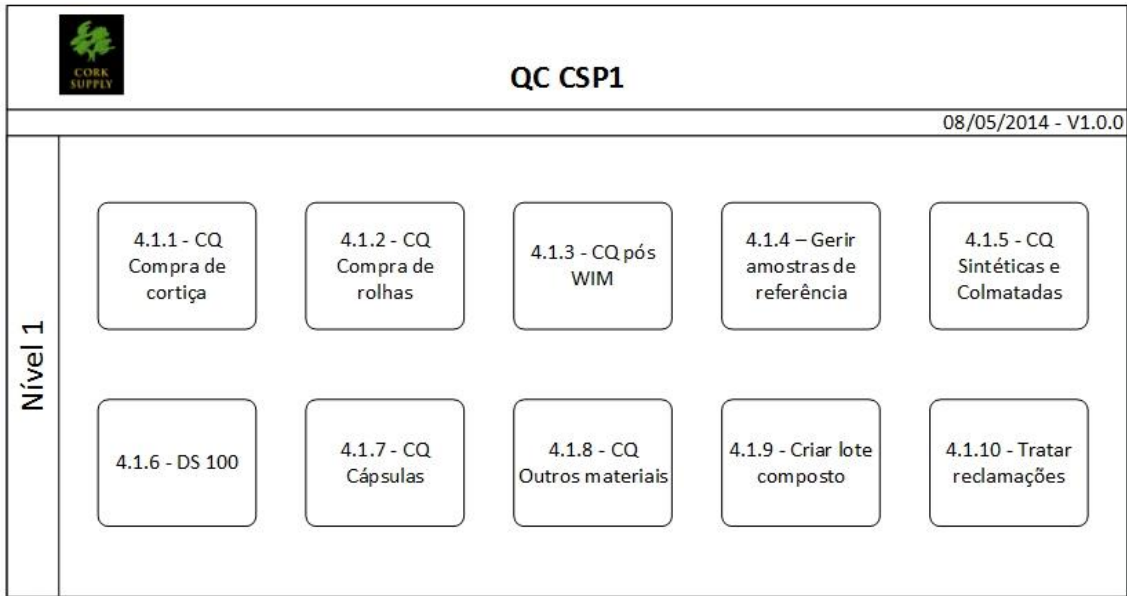 CORK
SUPPLY
QC CSP1
08/05/2014 - V1.0.0
Nível 1
4.1.1 - CQ
Compra de
cortiça
4.1.2 - CQ
Compra de
rolhas
4.1.3 - CQ pós
WIM
4.1.4 – Gerir
amostras de
referência
4.1.5 - CQ
Sintéticas e
Colmatadas
4.1.6 - DS 100
4.1.7 - CQ
Cápsulas
4.1.8 - CQ
Outros materiais
4.1.9 - Criar lote
composto
4.1.10 - Tratar
reclamações